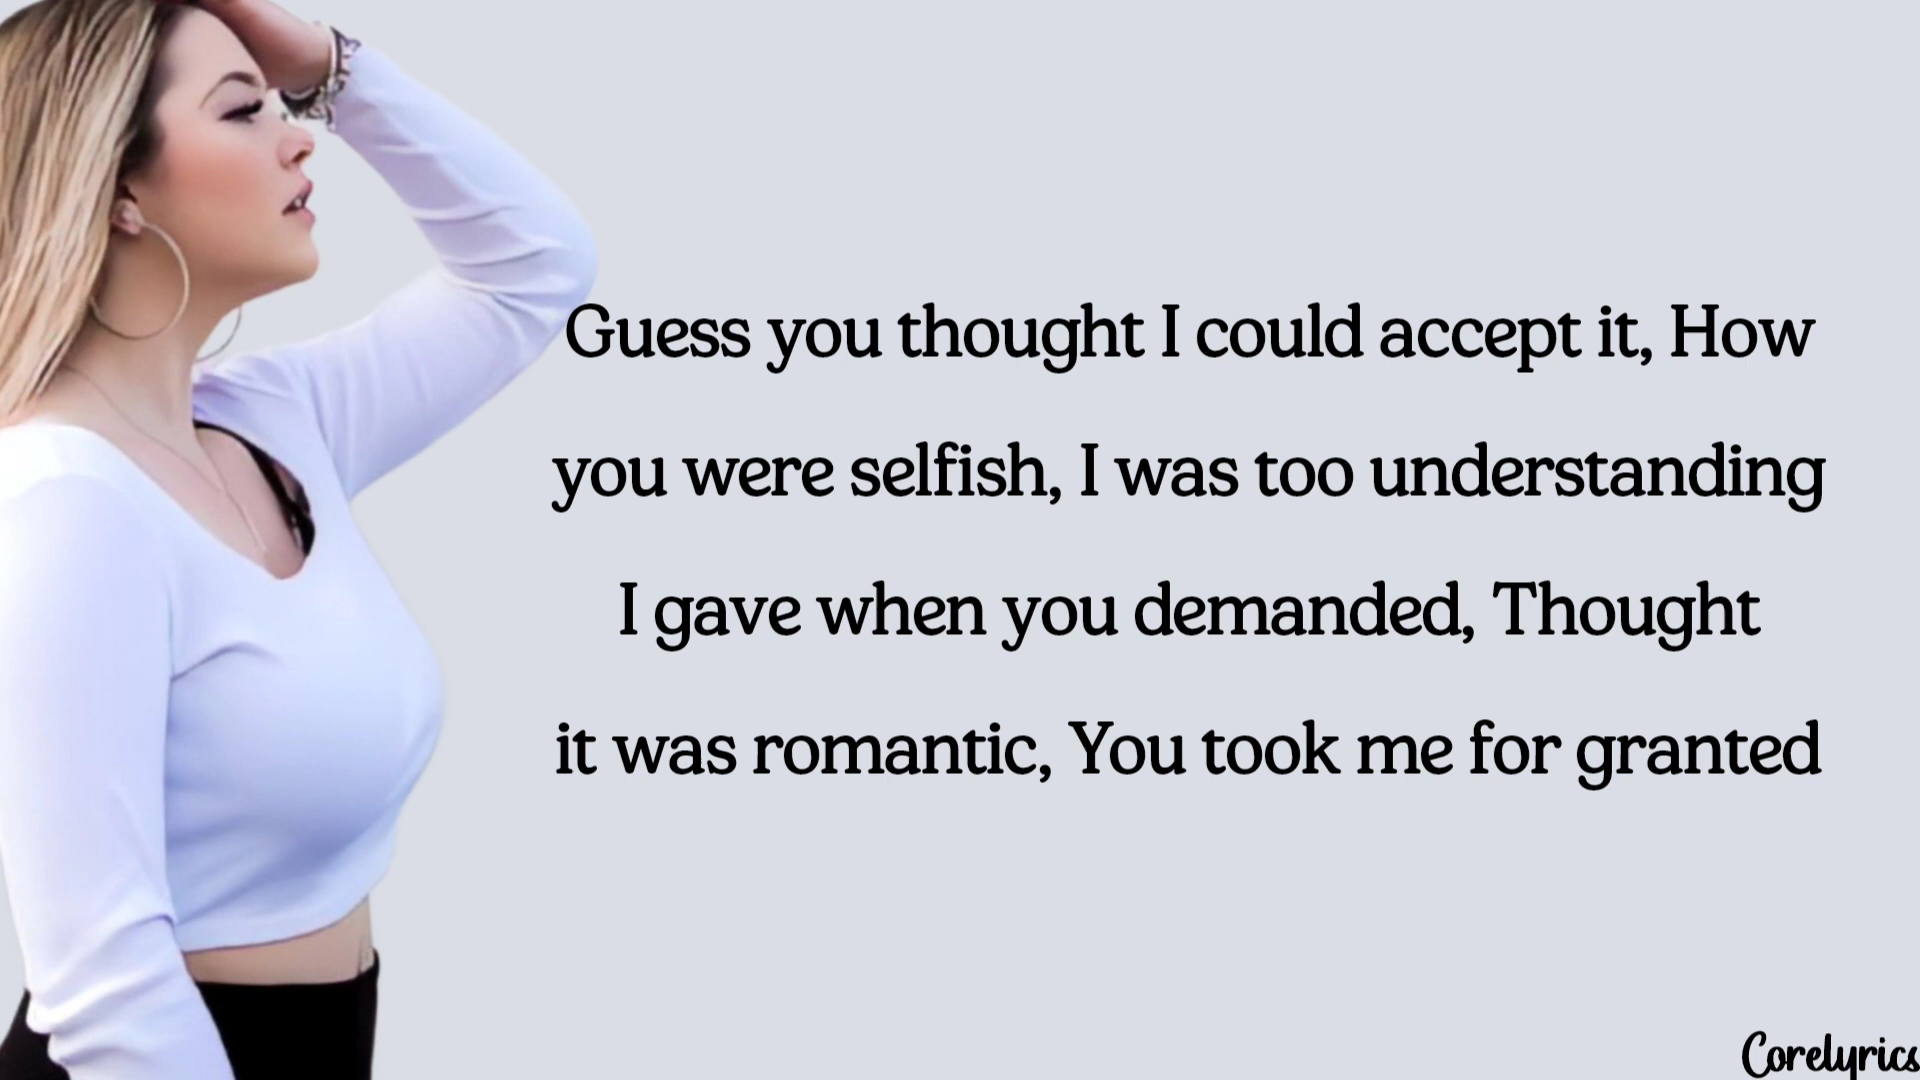 Guess you thought I could accept it, How
you were selfish, I was too understanding
I gave when you demanded, Thought
it was romantic, You took me for granted
Corelyrics